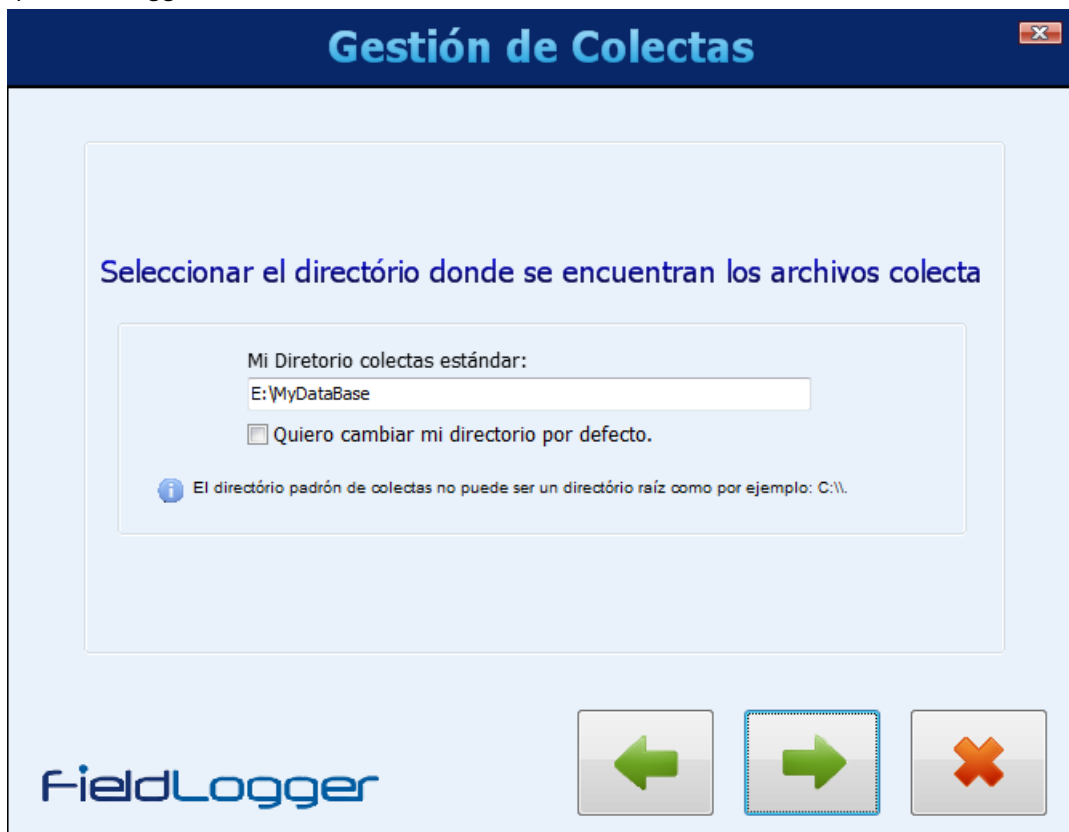 Gestión de Colectas
Seleccionar el directório donde se encuentran los archivos colecta
Mi Diretorio colectas estándar:
E:\MyDataBase
Quiero cambiar mi directorio por defecto.
El directório padrón de colectas no puede ser un directório raíz como por ejemplo: C:\\.
FieldLogger